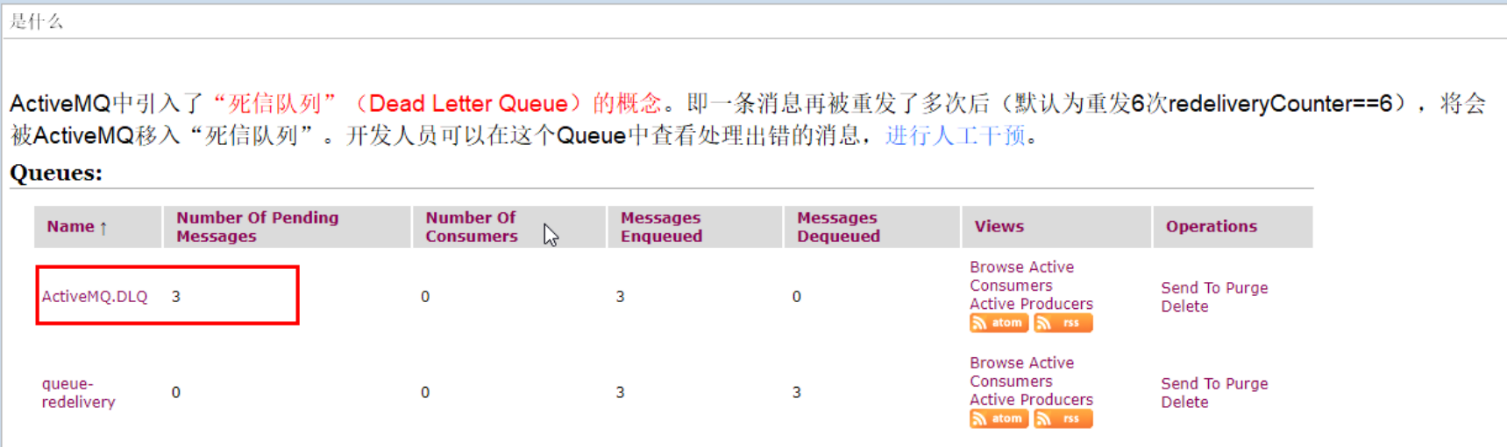 是什么
ActiveMQ中引入了“死信队列”（Dead Letter Queue）的概念。即一条消息再被重发了多次后（默认为重发6次redeliveryCounter==6），将会
被ActiveMQ移入“死信队列”。开发人员可以在这个Queue中查看处理出错的消息，进行人工干预。
Queues:
Name ↑ Number Of Pending Messages Number Of Consumers Messages Enqueued Messages Dequeued Views Operations
ActiveMQ.DLQ 3 0 3 0 Browse Active Consumers
Active Producers
atom rss
Send To Purge
Delete
queue-redelivery 0 0 3 3 Browse Active Consumers
Active Producers
atom rss
Send To Purge
Delete